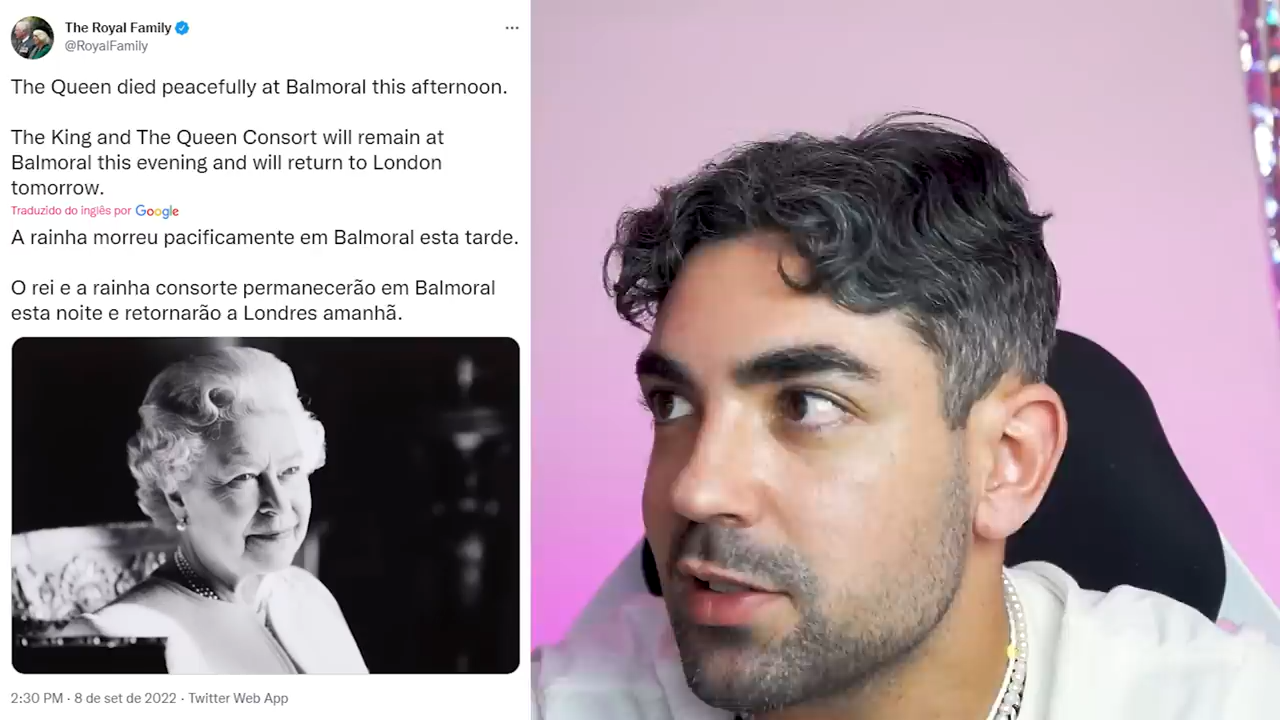 The Royal Family
@RoyalFamily
The Queen died peacefully at Balmoral this afternoon.
The King and The Queen Consort will remain at
Balmoral this evening and will return to London
tomorrow.
Traduzido do inglês por Google
A rainha morreu pacificamente em Balmoral esta tarde.
O rei e a rainha consorte permanecerão em Balmoral
esta noite e retornarão a Londres amanhã.
2:30 PM · 8 de set de 2022 · Twitter Web App